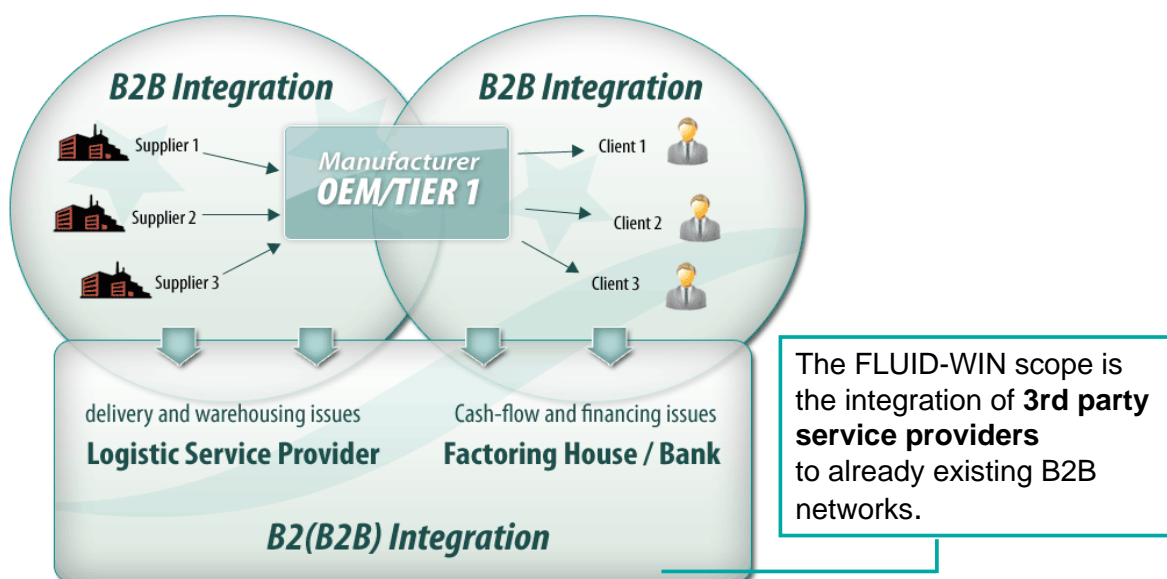 B2B Integration
B2B Integration
Supplier 1
Supplier 2
Supplier 3
Manufacturer
OEM/TIER 1
Client 1
Client 2
Client 3
delivery and warehousing issues
Logistic Service Provider
Cash-flow and financing issues
Factoring House / Bank
B2(B2B) Integration
The FLUID-WIN scope is
the integration of 3rd party
service providers
to already existing B2B
networks.